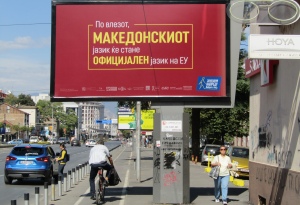 По влезот,
МАКЕДОНСКИОТ
јазик ќе стане
ОФИЦИЈАЛЕН јазик на ЕУ
HOYA